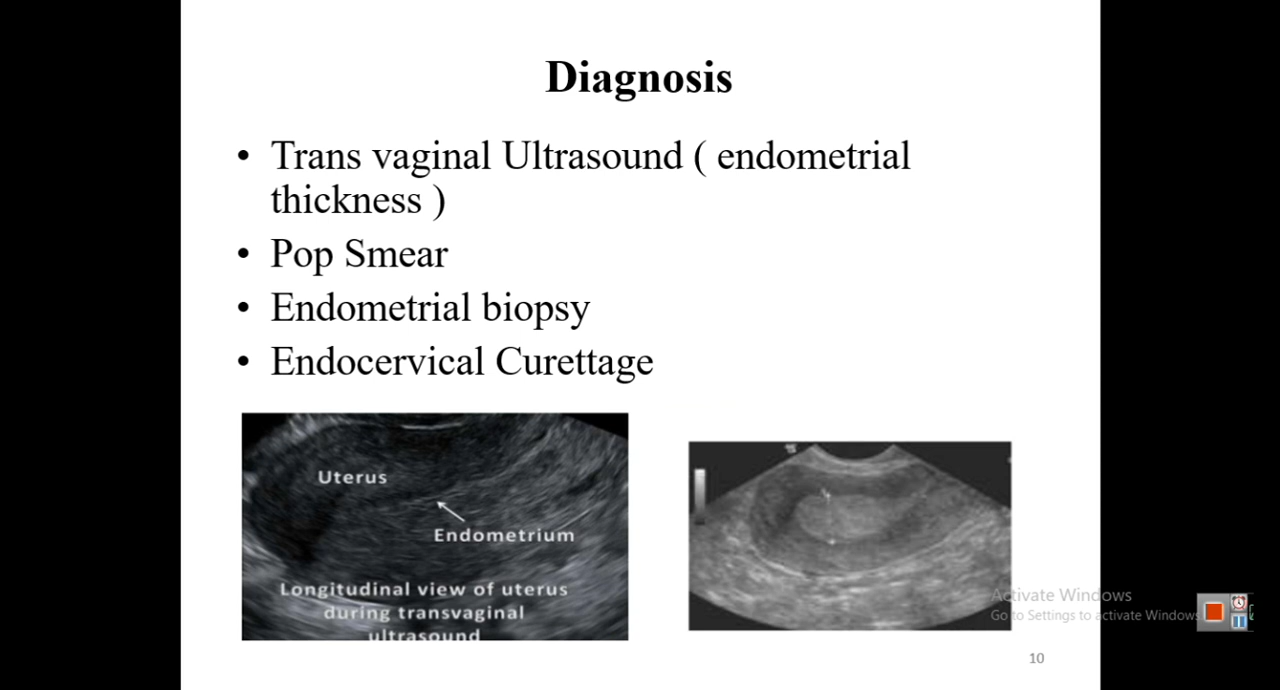 Diagnosis
• Trans vaginal Ultrasound ( endometrial
thickness )
• Pop Smear
• Endometrial biopsy
• Endocervical Curettage
Uterus
Endometrium
Longitudinal view of uterus
during transvaginal
ultrasound
Activate Windows
Go to Settings to activate Windows
10